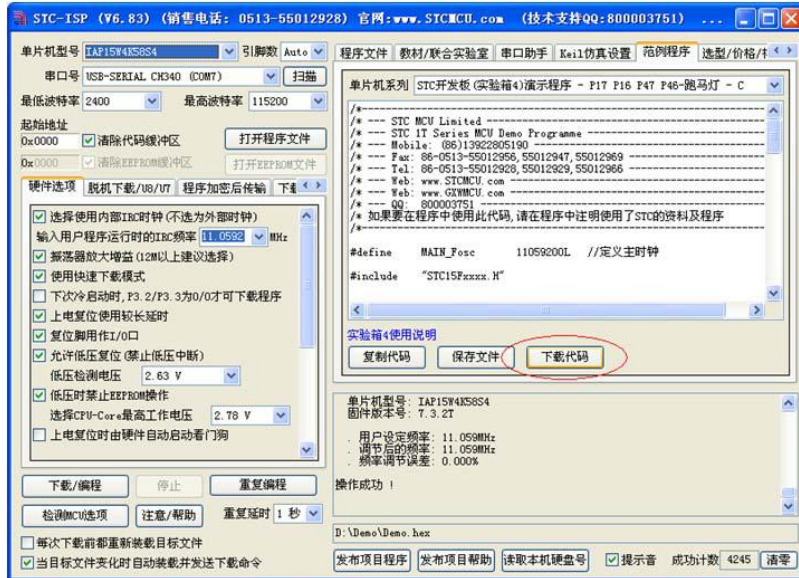 STC-ISP (V6.83) (销售电话: 0513-55012928) 官网:www.STCMCU.com (技术支持QQ:800003751) ...
单片机型号 IAP15W4K58S4 引脚数 Auto
串口号 USB-SERIAL CH340 (COM7) 扫描
最低波特率 2400 最高波特率 115200
起始地址
0x0000 清除代码缓冲区 打开程序文件
0x0000 清除EEPROM缓冲区 打开EEPROM文件
硬件选项 脱机下载/U8/U7 程序加密后传输
选择使用内部IRC时钟(不选为外部时钟)
输入用户程序运行时的IRC频率 11.0592 MHz
振荡器放大增益(12M以上建议选择)
使用快速下载模式
下次冷启动时,P3.2/P3.3为0/0才可下载程序
上电复位使用较长延时
复位脚用作I/O口
允许低压复位(禁止低压中断)
低压检测电压 2.63 V
低压时禁止EEPROM操作
选择CPU-Core最高工作电压 2.78 V
上电复位时由硬件自动启动看门狗
下载/编程 停止 重复编程
检测MCU选项 注意/帮助 重复延时 1 秒
每次下载前都重新装载目标文件
当目标文件变化时自动装载并发送下载命令
程序文件 教材/联合实验室 串口助手 Keil仿真设置 范例程序 选型/价格/
单片机系列 STC开发板(实验箱4)演示程序 - P17 P16 P47 P46-跑马灯 - C
/*---------------------------------------------------------------------
/* --- STC MCU Limited ------------------------------------------------
/* --- STC 1T Series MCU Demo Programme -------------------------------
/* --- Mobile: (86)13922805190 ----------------------------------------
/* --- Fax: 86-0513-55012956,55012947,55012969 ------------------------
/* --- Tel: 86-0513-55012928,55012929,55012966 ------------------------
/* --- Web: www.STCMCU.com --------------------------------------------
/* --- Web: www.GXWMCU.com --------------------------------------------
/* --- QQ: 800003751 -------------------------------------------------
/* 如果要在程序中使用此代码,请在程序中注明使用了STC的资料及程序
/*---------------------------------------------------------------------
#define MAIN_Fosc 11059200L //定义主时钟
#include "STC15Fxxxx.H"
实验箱4使用说明
复制代码 保存文件 下载代码
单片机型号: IAP15W4K58S4
固件版本号: 7.3.2T
. 用户设定频率: 11.059MHz
. 调节后的频率: 11.059MHz
. 频率调节误差: 0.000%
操作成功 !
D:\Demo\Demo.hex
发布项目程序 发布项目帮助 读取本机硬盘号 提示音 成功计数 4245 清零